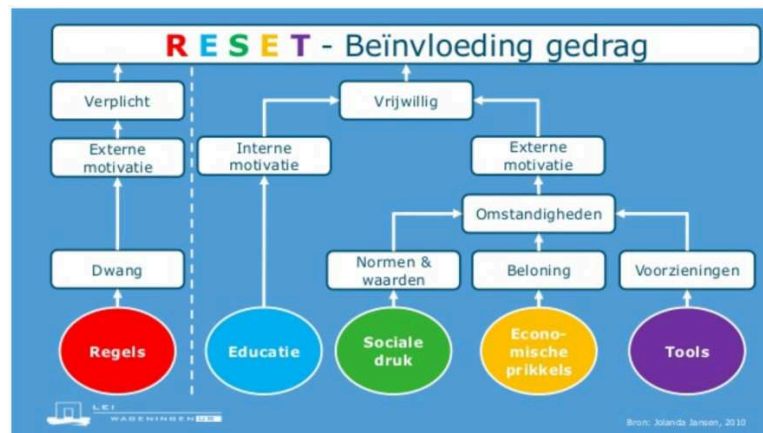 RESET - Beïnvloeding gedrag
Verplicht
Vrijwillig
Externe
motivatie
Interne
motivatie
Externe
motivatie
Omstandigheden
Dwang
Normen &
waarden
Beloning
Voorzieningen
Regels
Educatie
Sociale
druk
Econo-
mische
prikkels
Tools
LEI
WAGENINGEN UR
Bron: Jolanda Jansen, 2010